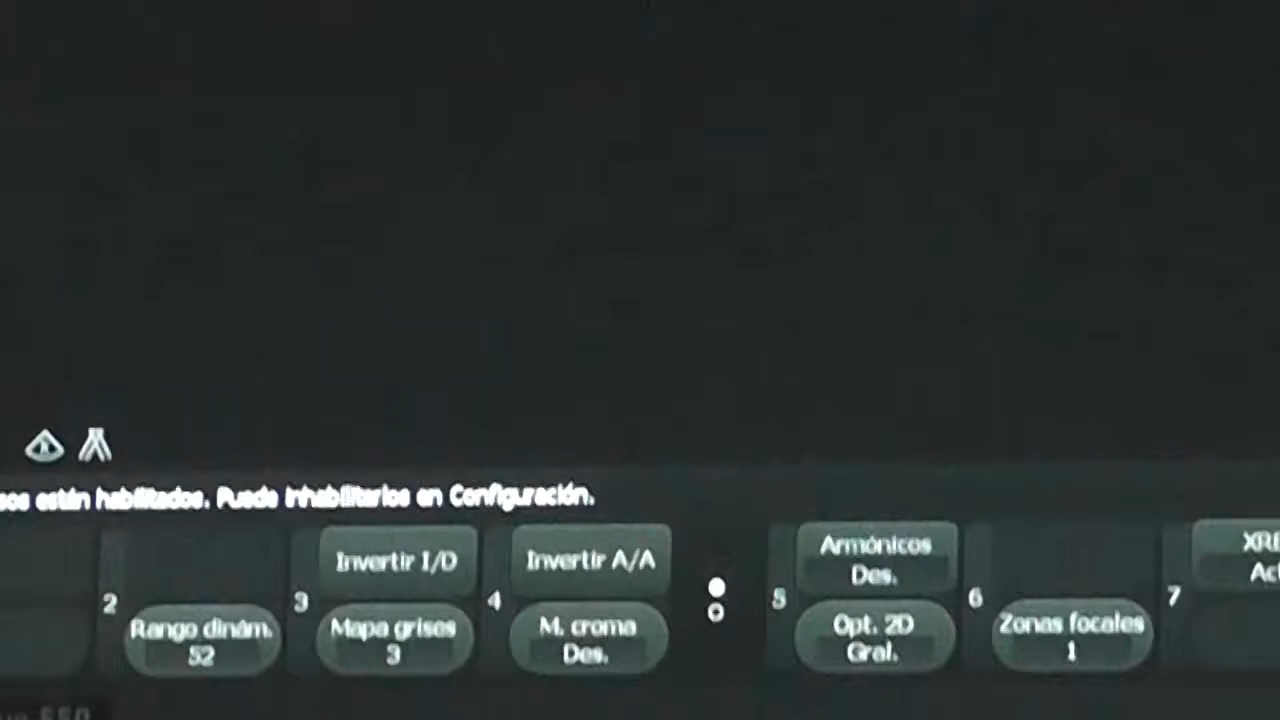 están habilitados. Puede inhabilitarlos en Configuración.
Invertir I/D
Invertir A/A
Armónicos
Des.
2
3
4
5
6
7
Rango dinám.
52
Mapa grises
3
M. croma
Des.
Opt. 2D
Gral.
Zonas focales
1